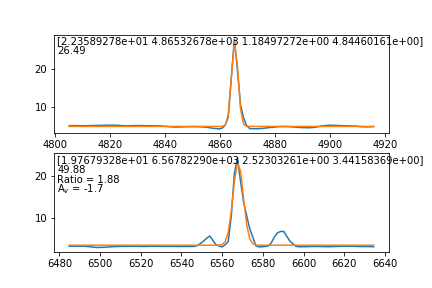 [2.23589278e+01 4.86532678e+03 1.18497272e+00 4.84460161e+00]
26.49
20
10
4800 4820 4840 4860 4880 4900 4920
[1.97679328e+01 6.56782290e+03 2.52303261e+00 3.44158369e+00]
49.88
Ratio = 1.88
Aᵥ = -1.7
20
10
6480 6500 6520 6540 6560 6580 6600 6620 6640